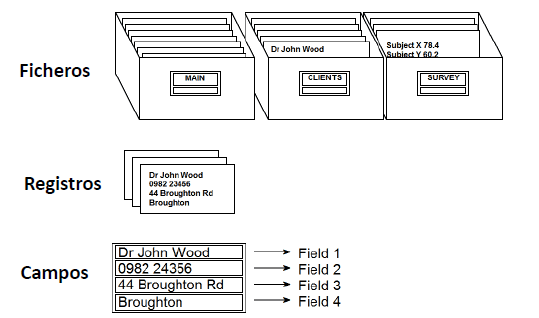 Ficheros
MAIN
Dr John Wood
CLIENTS
Subject X 78.4
Subject Y 60.2
SURVEY
Registros
Dr John Wood
0982 23456
44 Broughton Rd
Broughton
Campos
Dr John Wood
0982 24356
44 Broughton Rd
Broughton
Field 1
Field 2
Field 3
Field 4